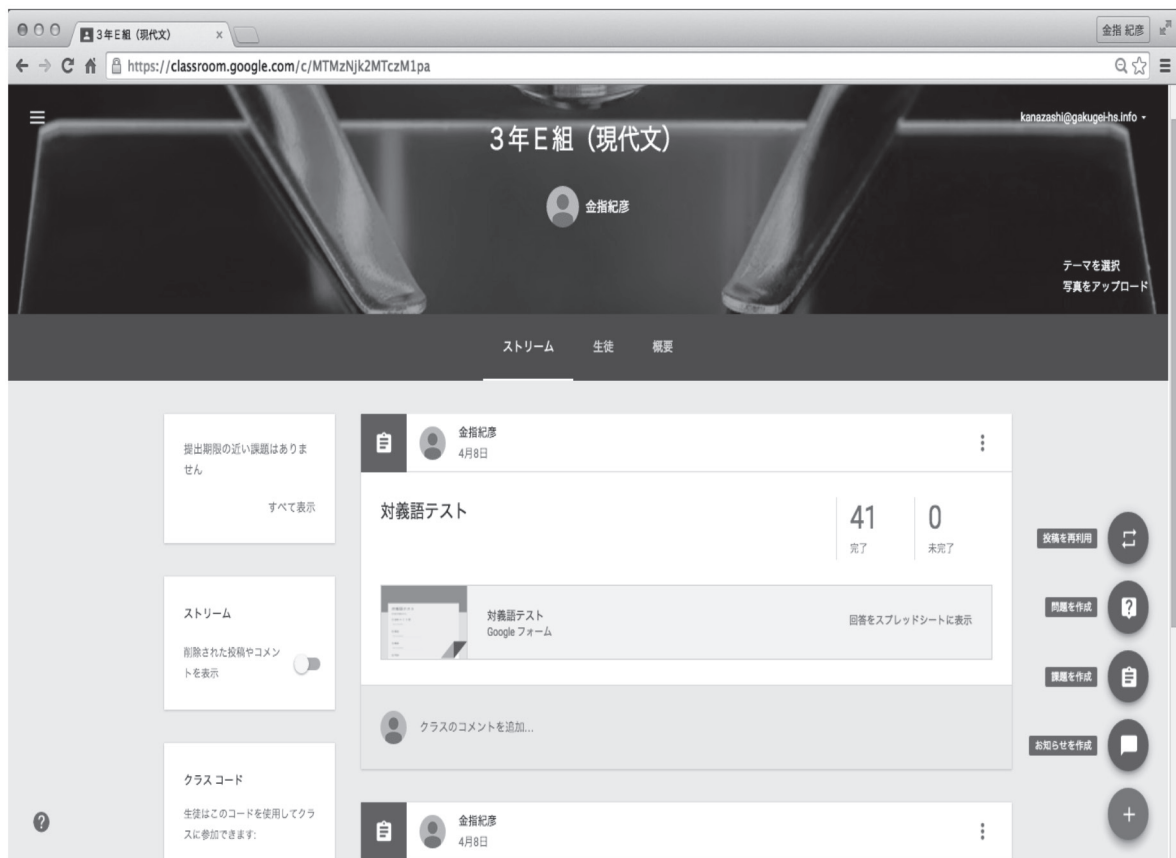 3年E組（現代文）
金指 紀彦
https://classroom.google.com/c/MTMzNjk2MTczM1pa
3年E組（現代文）
kanazashi@gakugei-hs.info
金指紀彦
テーマを選択
写真をアップロード
ストリーム 生徒 概要
提出期限の近い課題はありま
せん
すべて表示
金指紀彦
4月8日
対義語テスト
41 0
完了 未完了
対義語テスト
Google フォーム
回答をスプレッドシートに表示
クラスのコメントを追加...
ストリーム
削除された投稿やコメン
トを表示
クラス コード
生徒はこのコードを使用してクラ
スに参加できます:
金指紀彦
4月8日
投稿を再利用
問題を作成
課題を作成
お知らせを作成